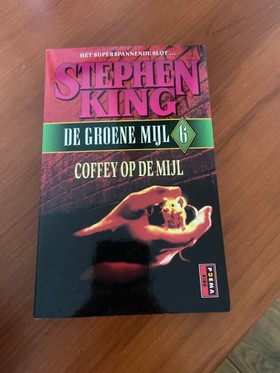 HET SUPERSPANNENDE SLOT ...
STEPHEN
KING
DE GROENE MIJL 6
COFFEY OP DE MIJL
POEMA